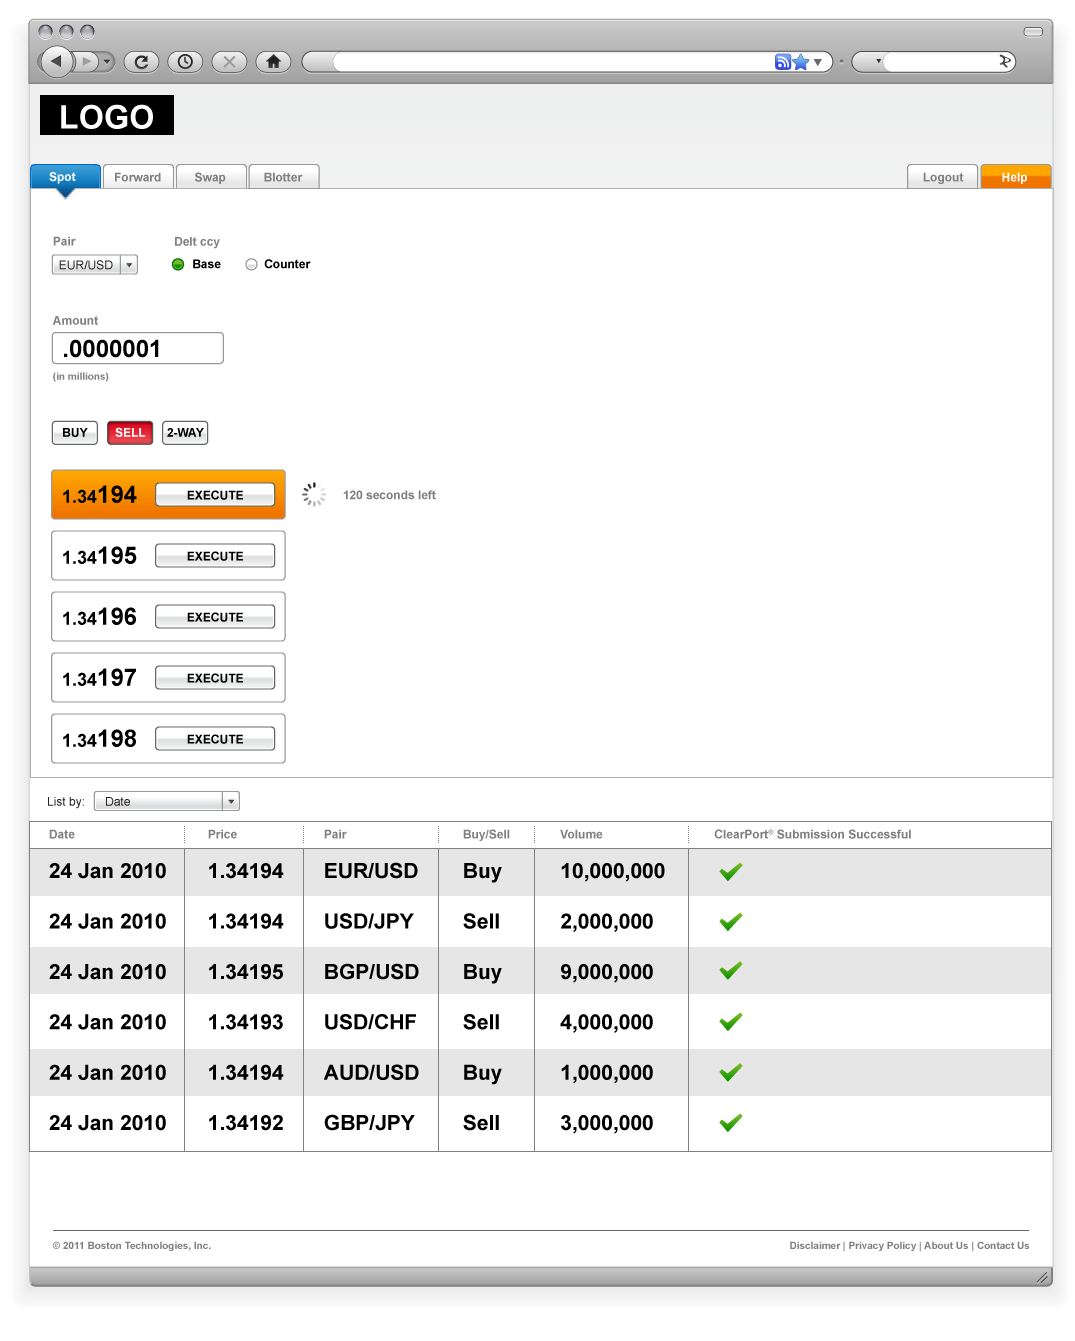 LOGO
Spot Forward Swap Blotter Logout Help
Pair Delt ccy
EUR/USD Base Counter
Amount
.0000001
(in millions)
BUY SELL 2-WAY
1.34194 EXECUTE 120 seconds left
1.34195 EXECUTE
1.34196 EXECUTE
1.34197 EXECUTE
1.34198 EXECUTE
List by: Date
Date Price Pair Buy/Sell Volume ClearPort® Submission Successful
24 Jan 2010 1.34194 EUR/USD Buy 10,000,000
24 Jan 2010 1.34194 USD/JPY Sell 2,000,000
24 Jan 2010 1.34195 BGP/USD Buy 9,000,000
24 Jan 2010 1.34193 USD/CHF Sell 4,000,000
24 Jan 2010 1.34194 AUD/USD Buy 1,000,000
24 Jan 2010 1.34192 GBP/JPY Sell 3,000,000
© 2011 Boston Technologies, Inc. Disclaimer | Privacy Policy | About Us | Contact Us